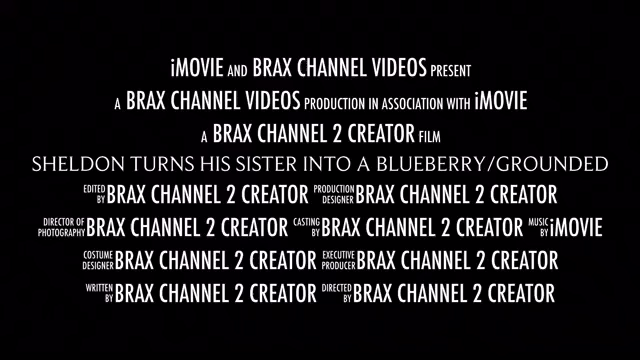 iMOVIE AND BRAX CHANNEL VIDEOS PRESENT
A BRAX CHANNEL VIDEOS PRODUCTION IN ASSOCIATION WITH iMOVIE
A BRAX CHANNEL 2 CREATOR FILM
SHELDON TURNS HIS SISTER INTO A BLUEBERRY/GROUNDED
EDITED BY BRAX CHANNEL 2 CREATOR PRODUCTION DESIGNER BRAX CHANNEL 2 CREATOR
DIRECTOR OF PHOTOGRAPHY BRAX CHANNEL 2 CREATOR CASTING BY BRAX CHANNEL 2 CREATOR MUSIC BY iMOVIE
COSTUME DESIGNER BRAX CHANNEL 2 CREATOR EXECUTIVE PRODUCER BRAX CHANNEL 2 CREATOR
WRITTEN BY BRAX CHANNEL 2 CREATOR DIRECTED BY BRAX CHANNEL 2 CREATOR